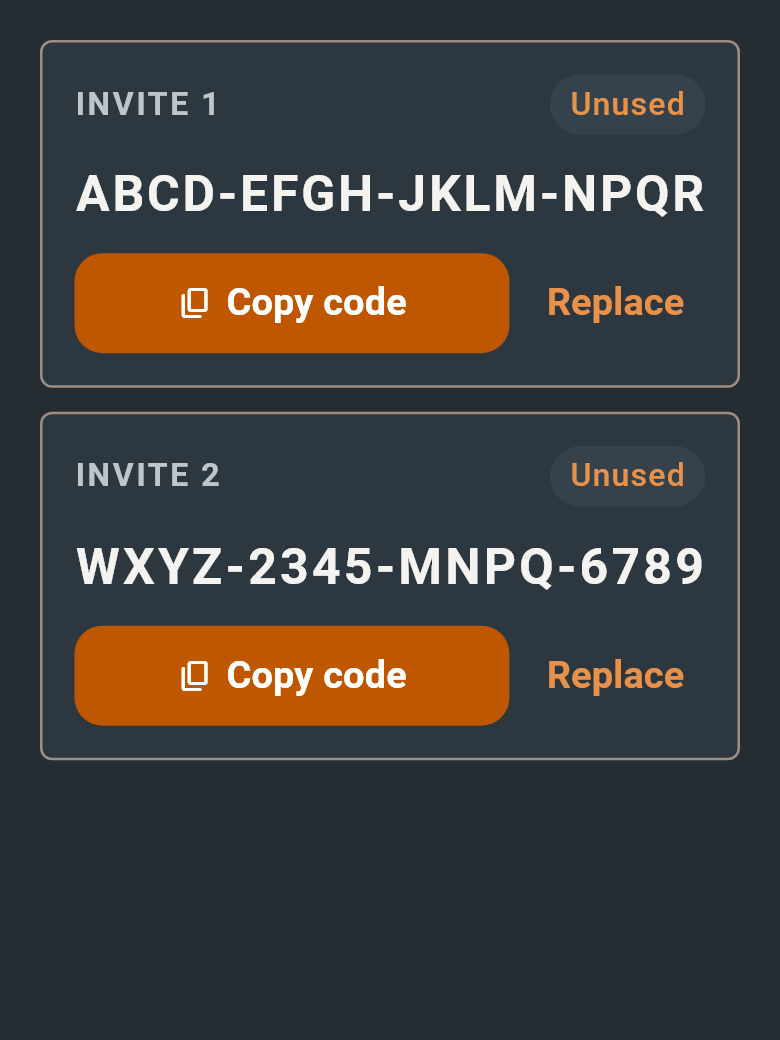 INVITE 1 Unused
ABCD-EFGH-JKLM-NPQR
Copy code Replace
INVITE 2 Unused
WXYZ-2345-MNPQ-6789
Copy code Replace